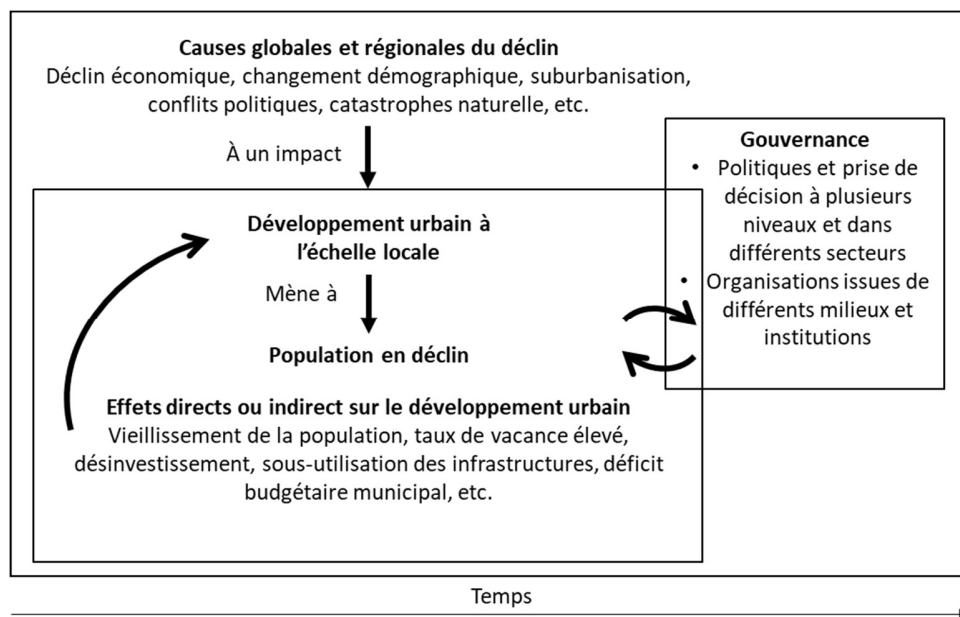 Causes globales et régionales du déclin
Déclin économique, changement démographique, suburbanisation,
conflits politiques, catastrophes naturelle, etc.
À un impact
Développement urbain à
l'échelle locale
Mène à
Population en déclin
Effets directs ou indirect sur le développement urbain
Vieillissement de la population, taux de vacance élevé,
désinvestissement, sous-utilisation des infrastructures, déficit
budgétaire municipal, etc.
Gouvernance
• Politiques et prise de
décision à plusieurs
niveaux et dans
différents secteurs
• Organisations issues de
différents milieux et
institutions
Temps